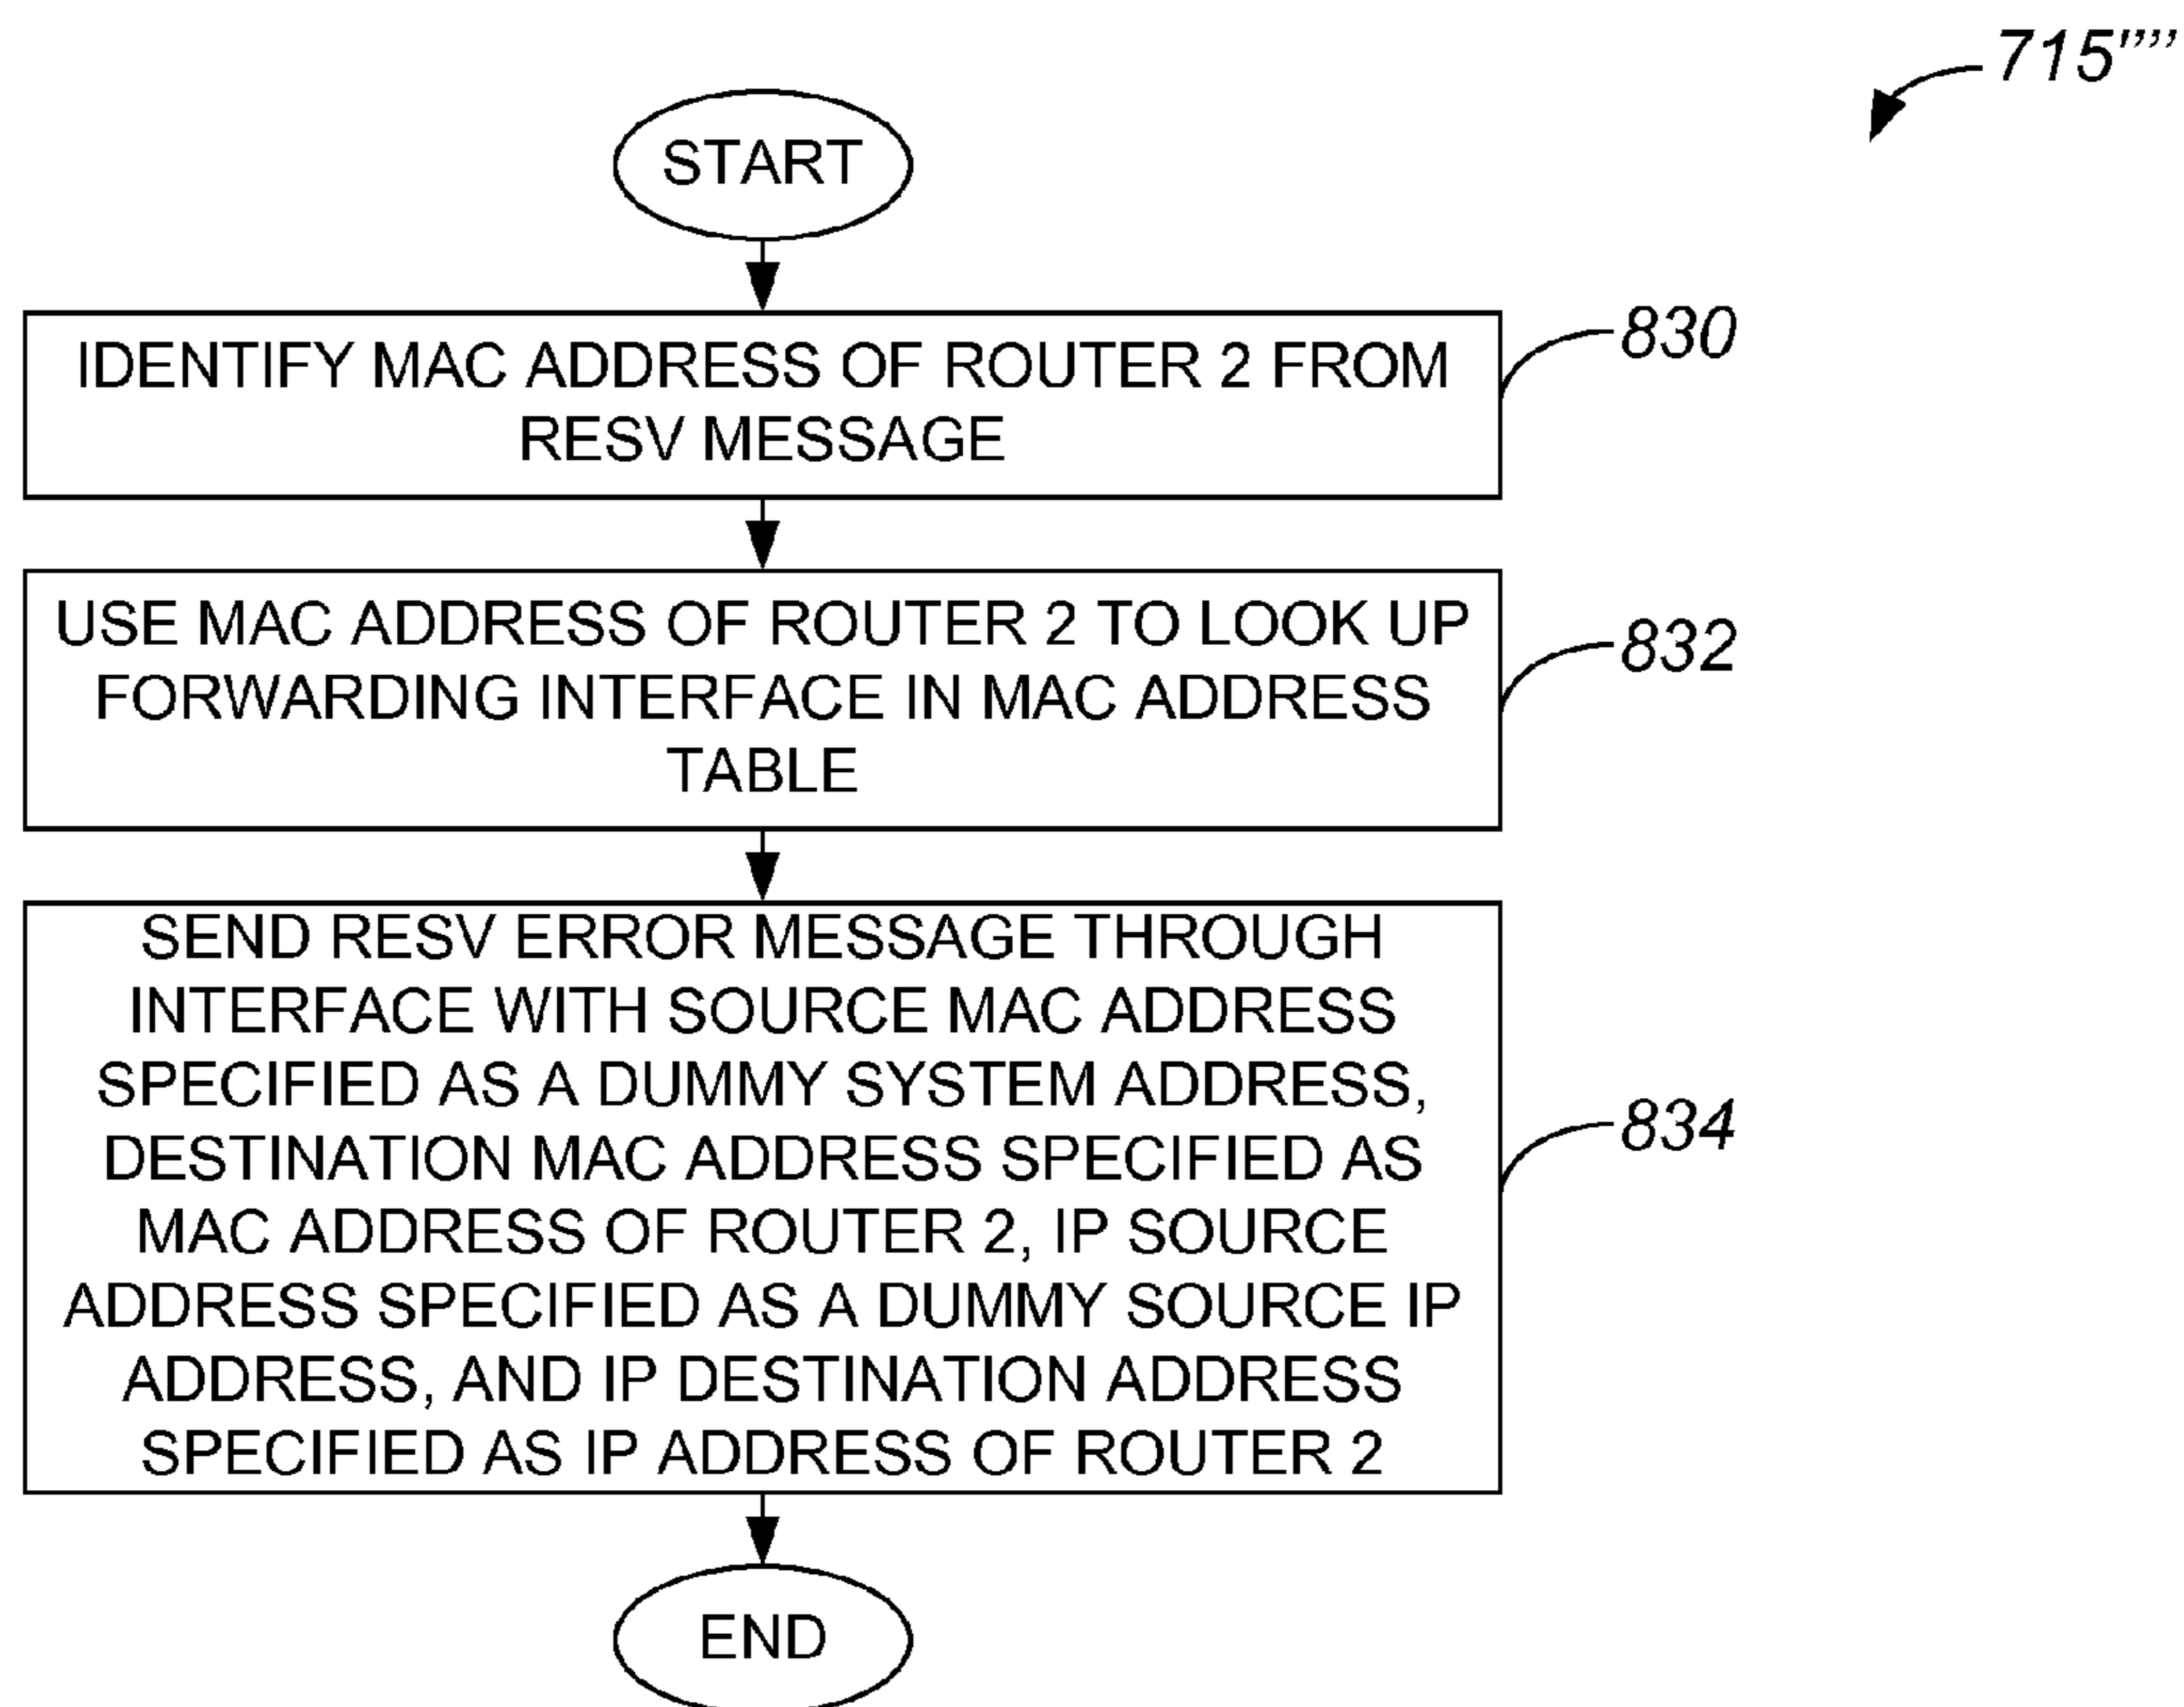 715''''
START
IDENTIFY MAC ADDRESS OF ROUTER 2 FROM
RESV MESSAGE
830
USE MAC ADDRESS OF ROUTER 2 TO LOOK UP
FORWARDING INTERFACE IN MAC ADDRESS
TABLE
832
SEND RESV ERROR MESSAGE THROUGH
INTERFACE WITH SOURCE MAC ADDRESS
SPECIFIED AS A DUMMY SYSTEM ADDRESS,
DESTINATION MAC ADDRESS SPECIFIED AS
MAC ADDRESS OF ROUTER 2, IP SOURCE
ADDRESS SPECIFIED AS A DUMMY SOURCE IP
ADDRESS, AND IP DESTINATION ADDRESS
SPECIFIED AS IP ADDRESS OF ROUTER 2
834
END